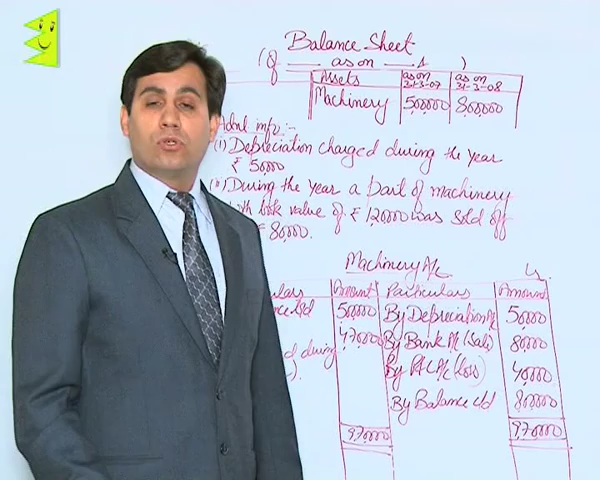 Balance Sheet
(Of as on )
Assets as on 31-3-07 as on 31-3-08
Machinery 5,00,000 8,00,000
info:-
(i) Depreciation charged during the year
₹ 50,000
(ii) During the year a part of machinery
book value of ₹ 1,20,000 was sold off
80,000.
Machinery A/c
Amount Particulars Amount
5,00,000 By Depreciation A/c 50,000
4,70,000 By Bank A/c (Sale) 80,000
during By P&L A/c (loss) 40,000
By Balance c/d 8,00,000
9,70,000 9,70,000